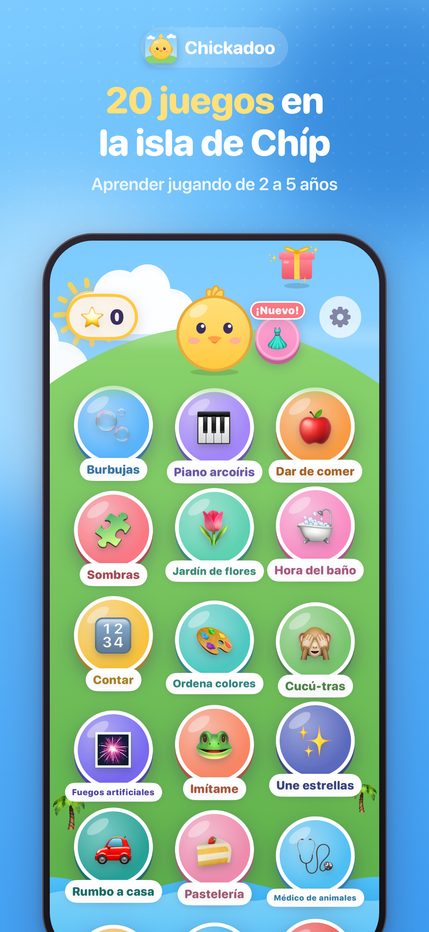 Chickadoo
20 juegos en
la isla de Chíp
Aprender jugando de 2 a 5 años
0
¡Nuevo!
Burbujas
Piano arcoíris
Dar de comer
Sombras
Jardín de flores
Hora del baño
1 2
3 4
Contar
Ordena colores
Cucú-tras
Fuegos artificiales
Imítame
Une estrellas
Rumbo a casa
Pastelería
Médico de animales